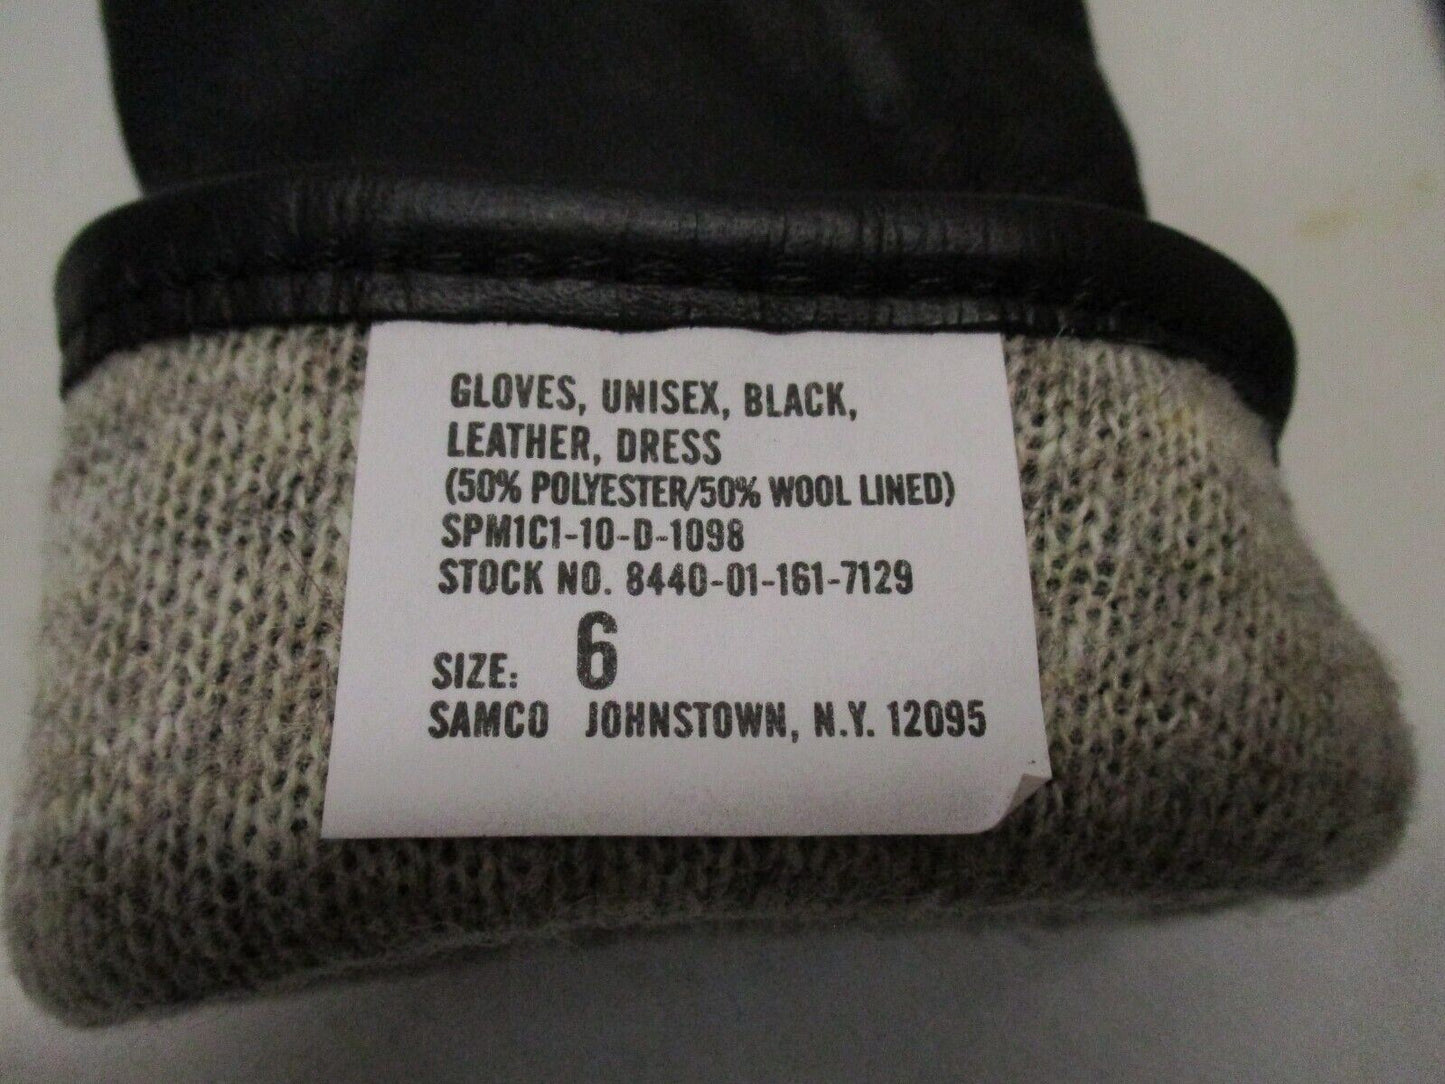 GLOVES, UNISEX, BLACK,
LEATHER, DRESS
(50% POLYESTER/50% WOOL LINED)
SPM1C1-10-D-1098
STOCK NO. 8440-01-161-7129
SIZE: 6
SAMCO JOHNSTOWN, N.Y. 12095